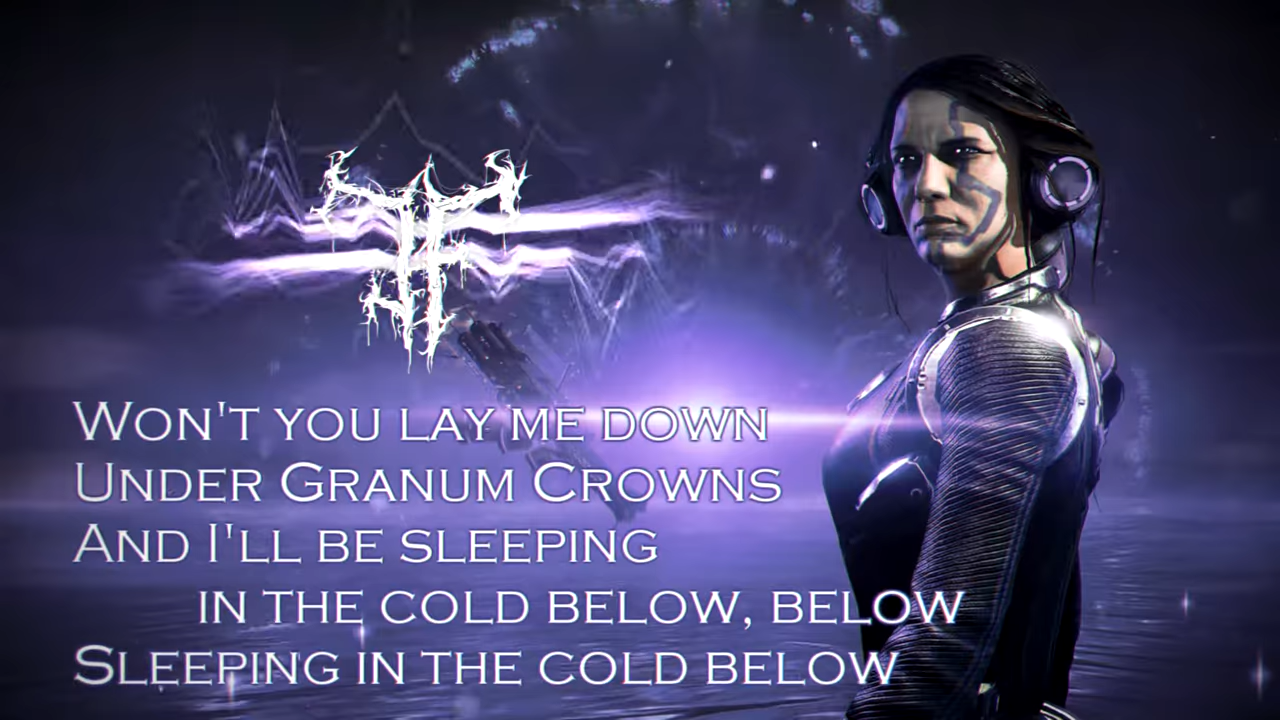 Won't you lay me down
Under Granum Crowns
And I'll be sleeping
in the cold below, below
Sleeping in the cold below